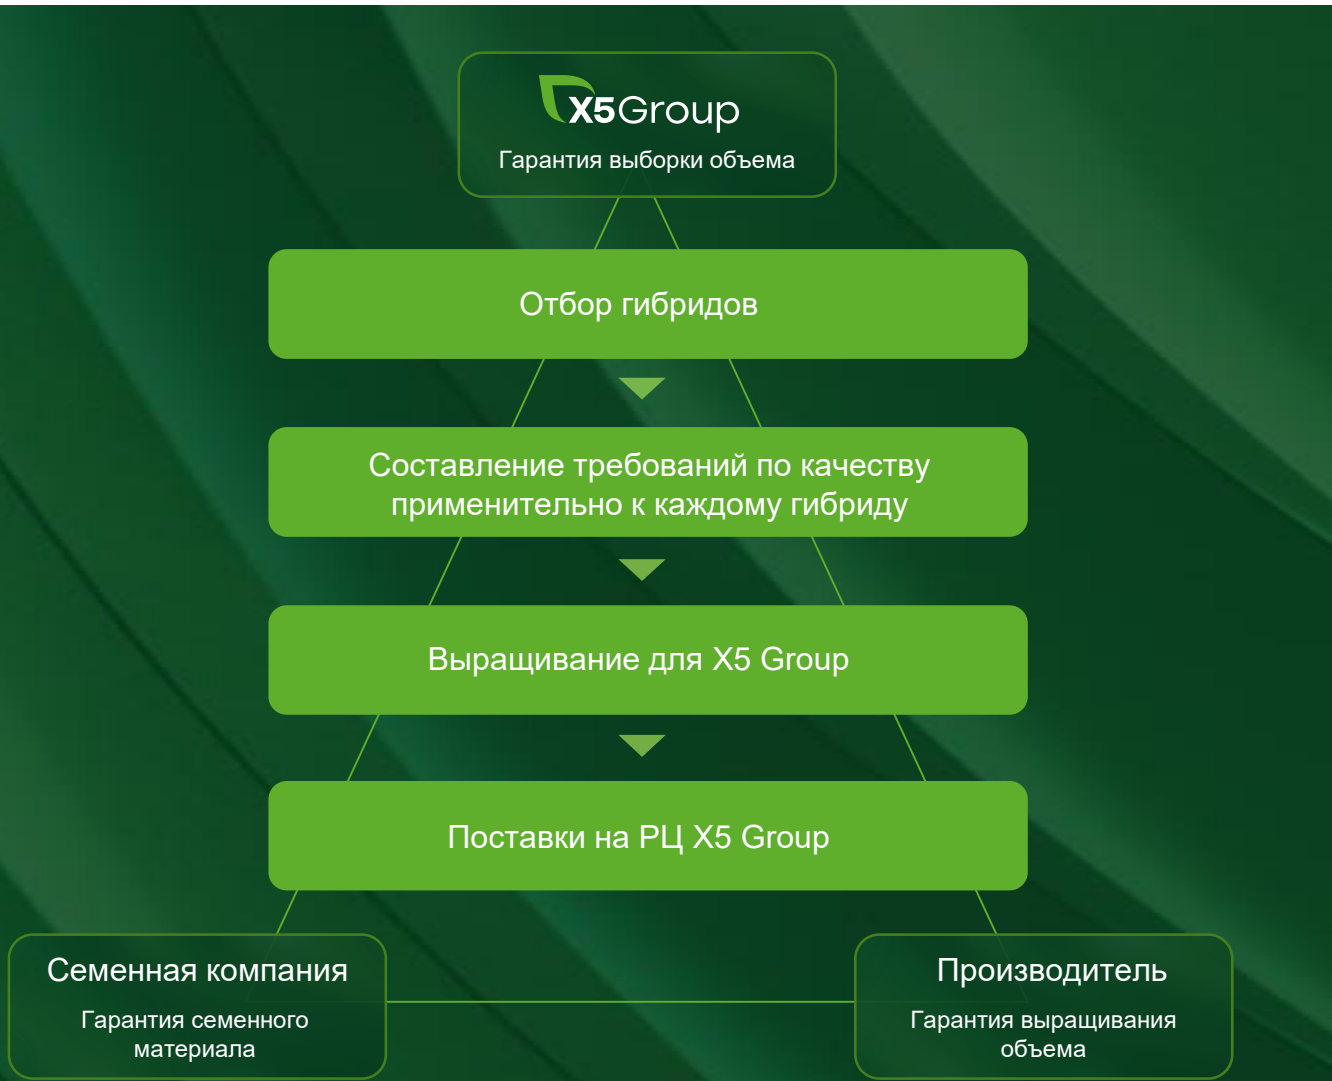 X5Group
Гарантия выборки объема
Отбор гибридов
Составление требований по качеству
применительно к каждому гибриду
Выращивание для X5 Group
Поставки на РЦ X5 Group
Семенная компания
Гарантия семенного
материала
Производитель
Гарантия выращивания
объема